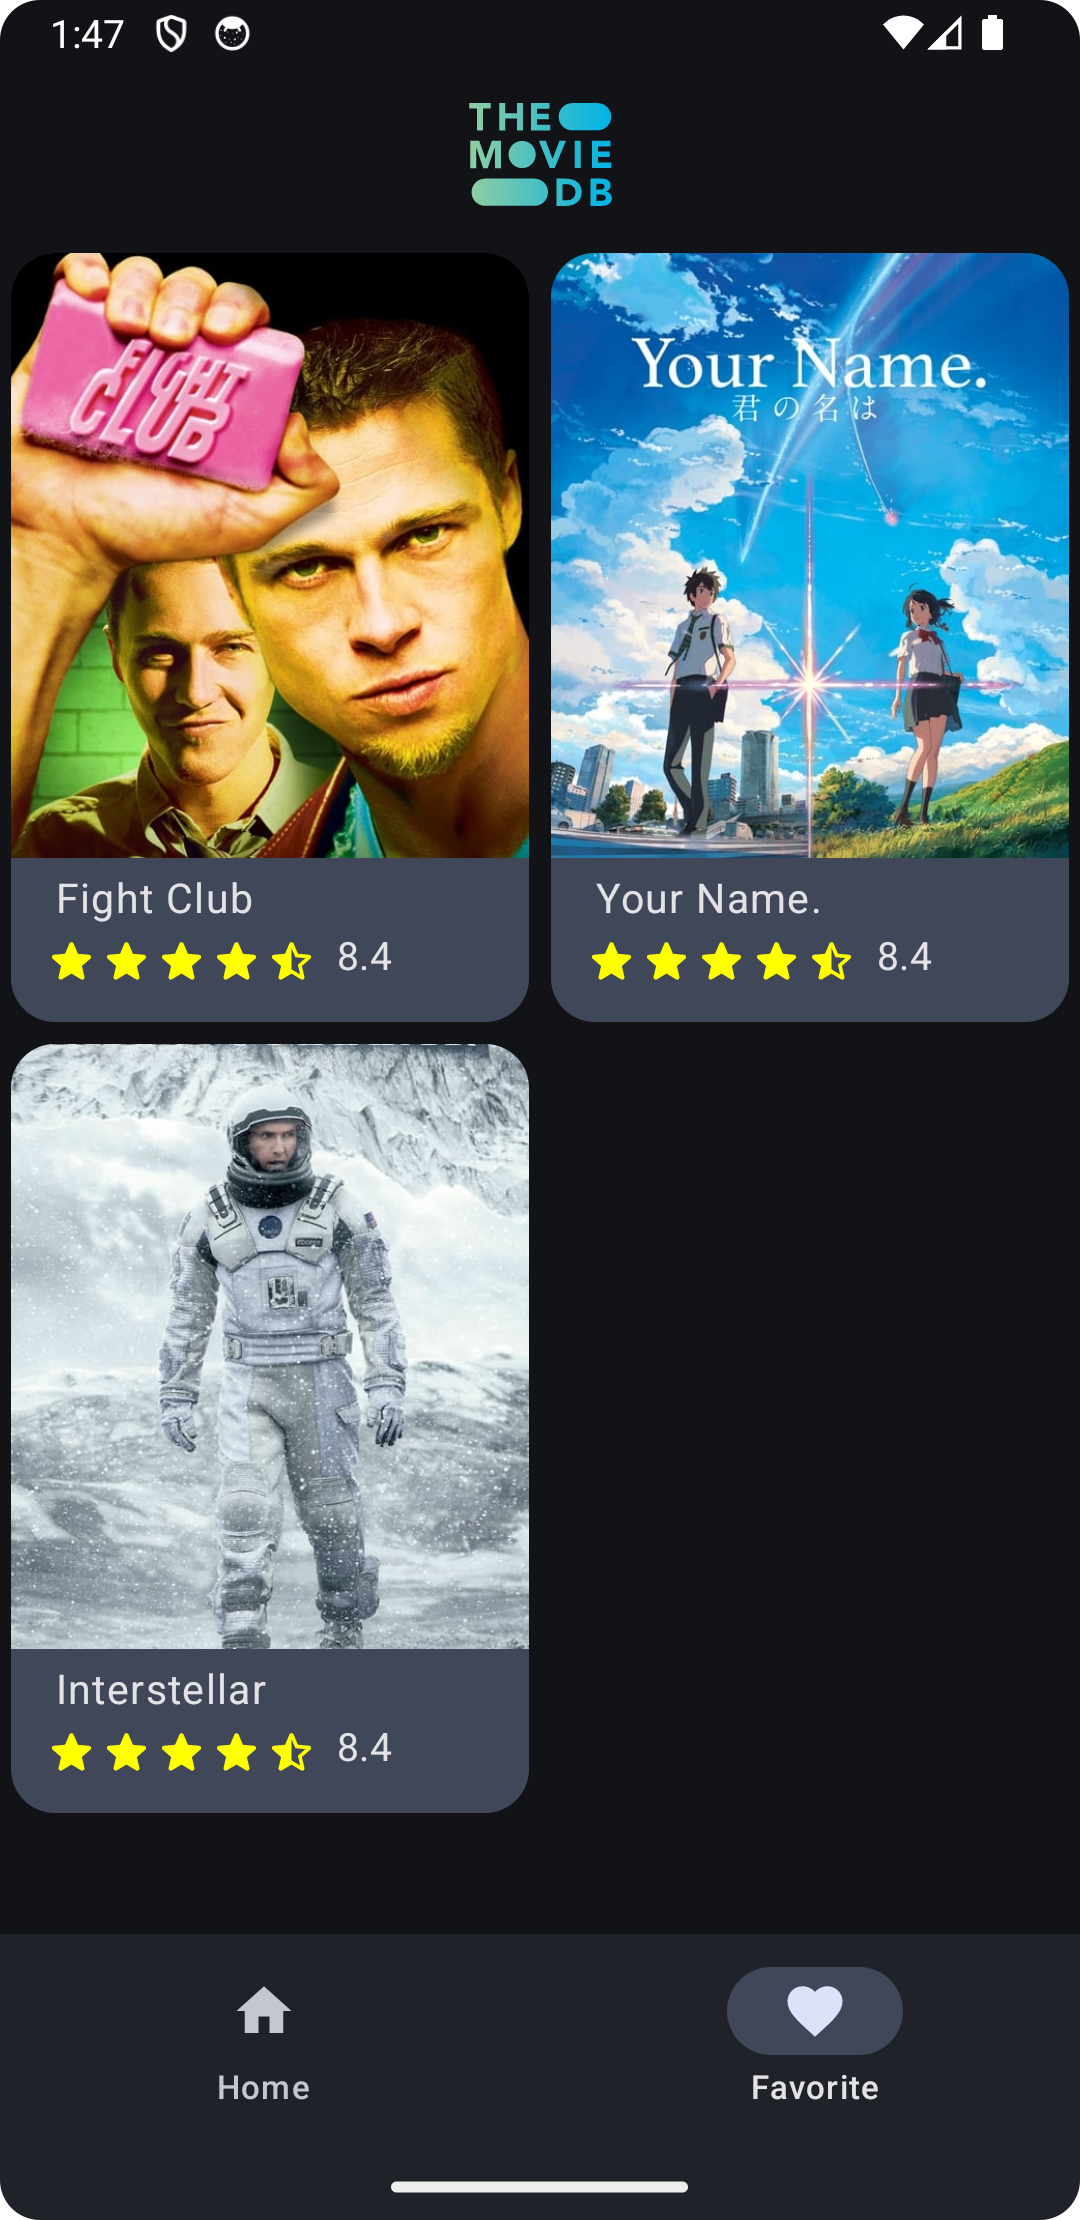 1:47
THE
MOVIE
DB
FIGHT
CLUB
Your Name.
君の名は
Fight Club
8.4
Your Name.
8.4
COOPER
Interstellar
8.4
Home
Favorite